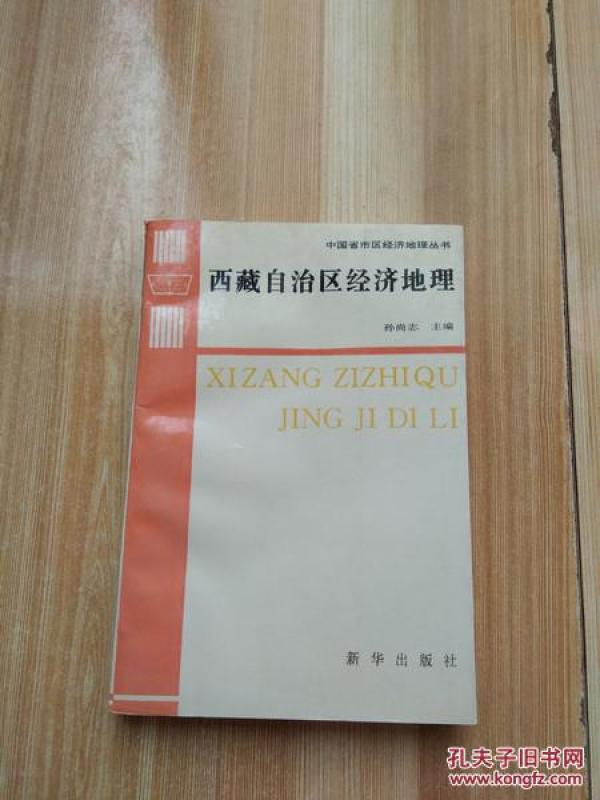 中国省市区经济地理丛书
西藏自治区经济地理
孙尚志 主编
XIZANG ZIZHIQU
JING JI DI LI
新华出版社
孔夫子旧书网
www.kongfz.com